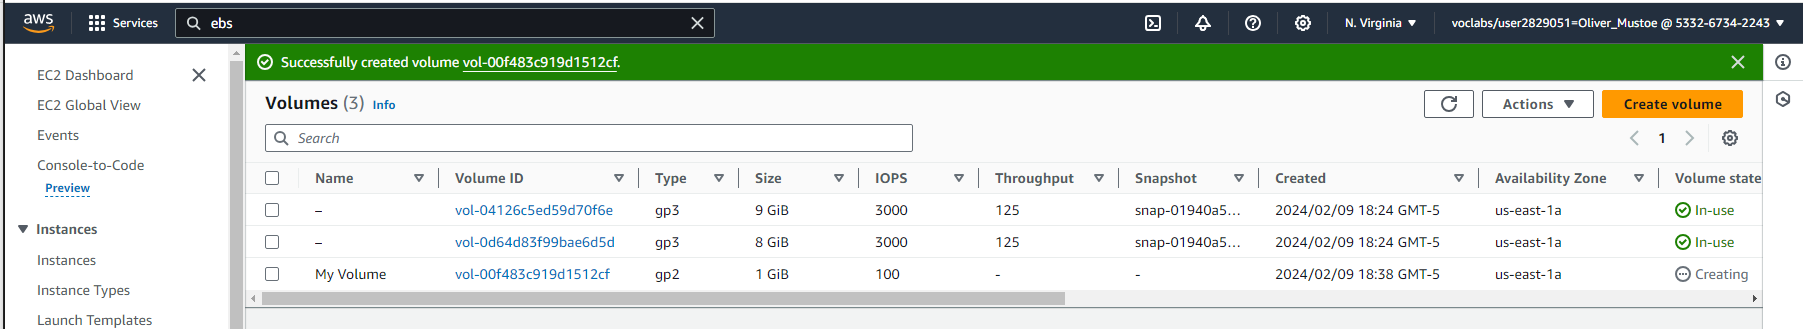 aws Services ebs N. Virginia voclabs/user2829051=Oliver_Mustoe @ 5332-6734-2243
EC2 Dashboard
EC2 Global View
Events
Console-to-Code
Preview
Instances
Instances
Instance Types
Launch Templates
Successfully created volume vol-00f483c919d1512cf.
Volumes (3) Info
Actions
Create volume
Search
1
Name Volume ID Type Size IOPS Throughput Snapshot Created Availability Zone Volume state
– vol-04126c5ed59d70f6e gp3 9 GiB 3000 125 snap-01940a5... 2024/02/09 18:24 GMT-5 us-east-1a In-use
– vol-0d64d83f99bae6d5d gp3 8 GiB 3000 125 snap-01940a5... 2024/02/09 18:24 GMT-5 us-east-1a In-use
My Volume vol-00f483c919d1512cf gp2 1 GiB 100 - - 2024/02/09 18:38 GMT-5 us-east-1a Creating